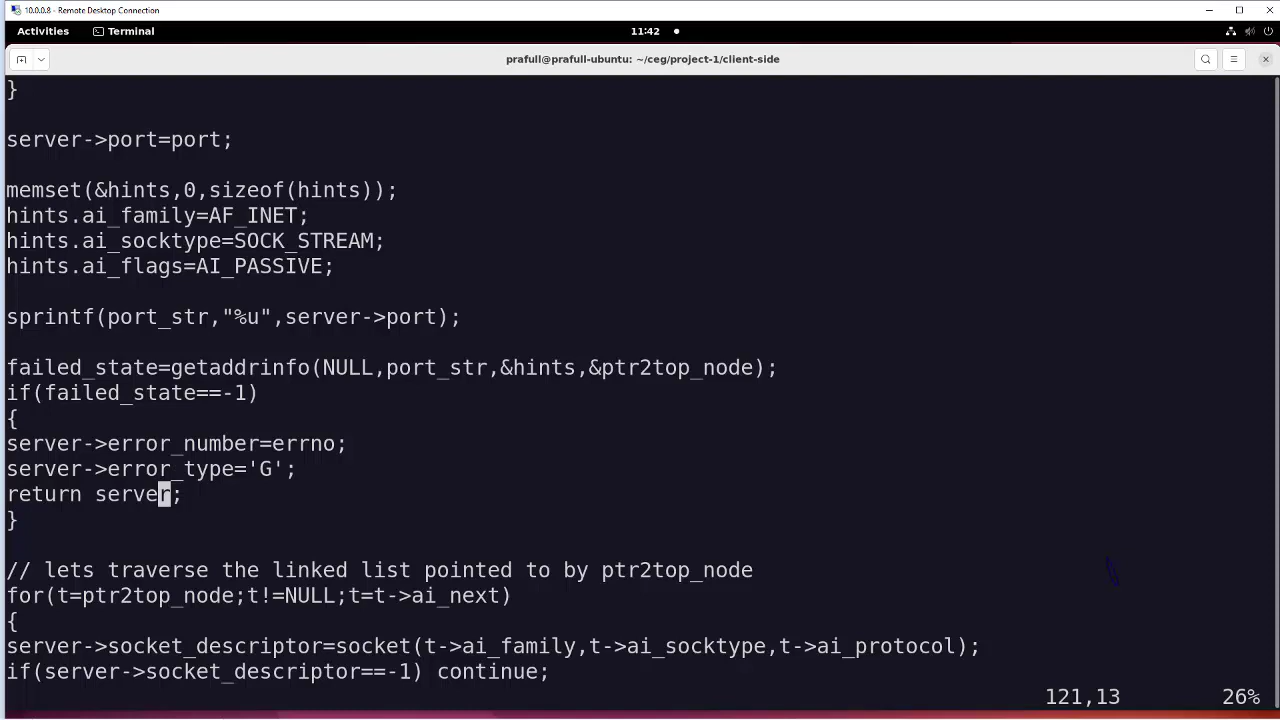 10.0.0.8 - Remote Desktop Connection
Activities
Terminal
11:42
prafull@prafull-ubuntu: ~/ceg/project-1/client-side
}
server->port=port;
memset(&hints,0,sizeof(hints));
hints.ai_family=AF_INET;
hints.ai_socktype=SOCK_STREAM;
hints.ai_flags=AI_PASSIVE;
sprintf(port_str,"%u",server->port);
failed_state=getaddrinfo(NULL,port_str,&hints,&ptr2top_node);
if(failed_state==-1)
{
server->error_number=errno;
server->error_type='G';
return server;
}
// lets traverse the linked list pointed to by ptr2top_node
for(t=ptr2top_node;t!=NULL;t=t->ai_next)
{
server->socket_descriptor=socket(t->ai_family,t->ai_socktype,t->ai_protocol);
if(server->socket_descriptor==-1) continue;
121,13 26%